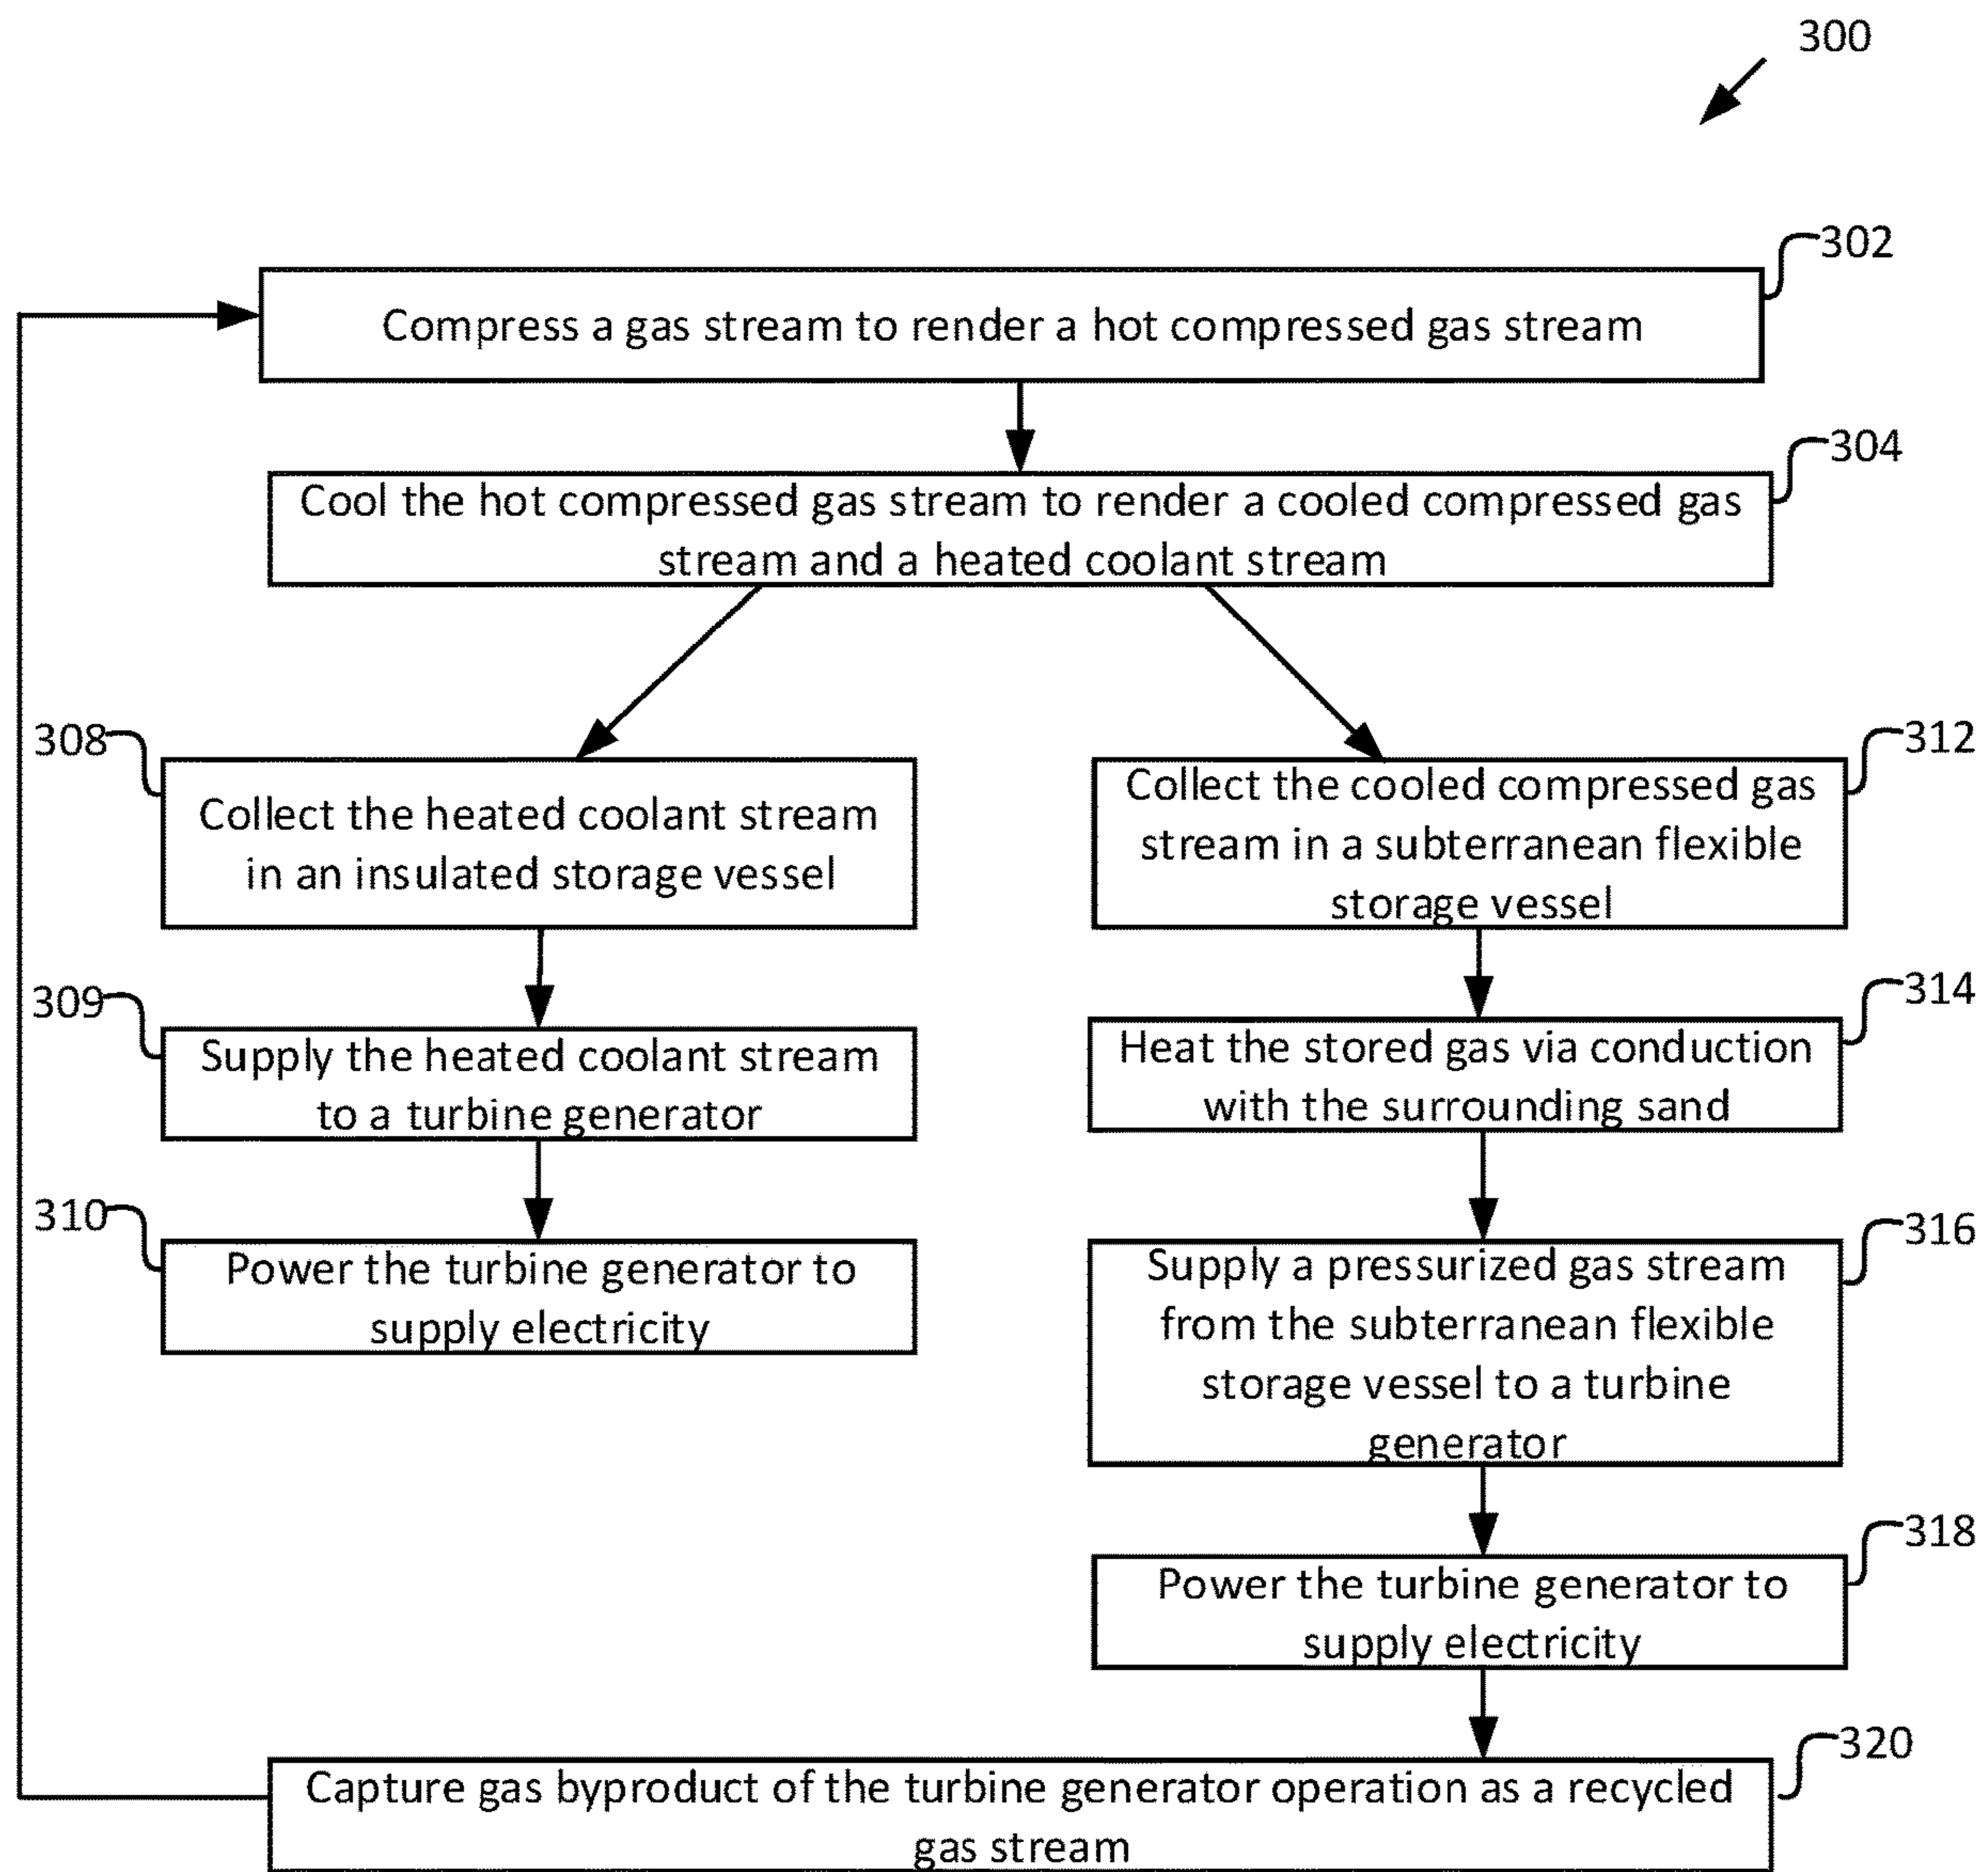 300
302
Compress a gas stream to render a hot compressed gas stream
304
Cool the hot compressed gas stream to render a cooled compressed gas
stream and a heated coolant stream
308
Collect the heated coolant stream
in an insulated storage vessel
309
Supply the heated coolant stream
to a turbine generator
310
Power the turbine generator to
supply electricity
312
Collect the cooled compressed gas
stream in a subterranean flexible
storage vessel
314
Heat the stored gas via conduction
with the surrounding sand
316
Supply a pressurized gas stream
from the subterranean flexible
storage vessel to a turbine
generator
318
Power the turbine generator to
supply electricity
320
Capture gas byproduct of the turbine generator operation as a recycled
gas stream